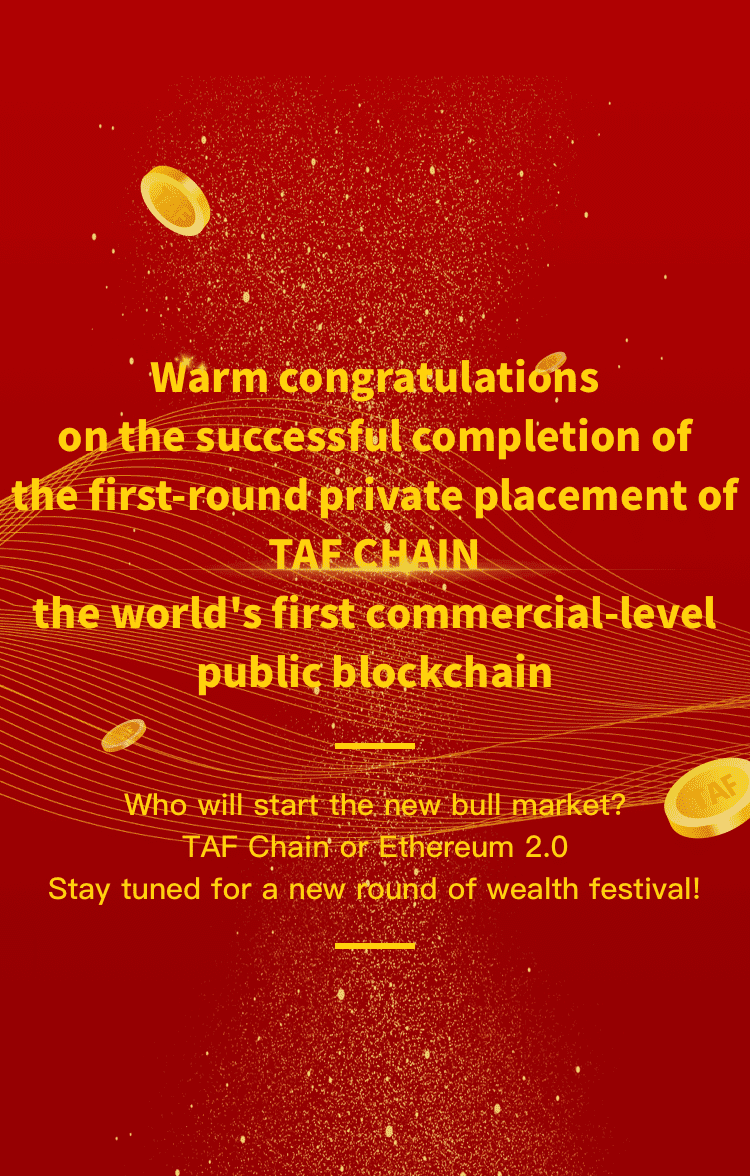 Warm congratulations
on the successful completion of
the first-round private placement of
TAF CHAIN
the world's first commercial-level
public blockchain
Who will start the new bull market?
TAF Chain or Ethereum 2.0
Stay tuned for a new round of wealth festival!
TAF